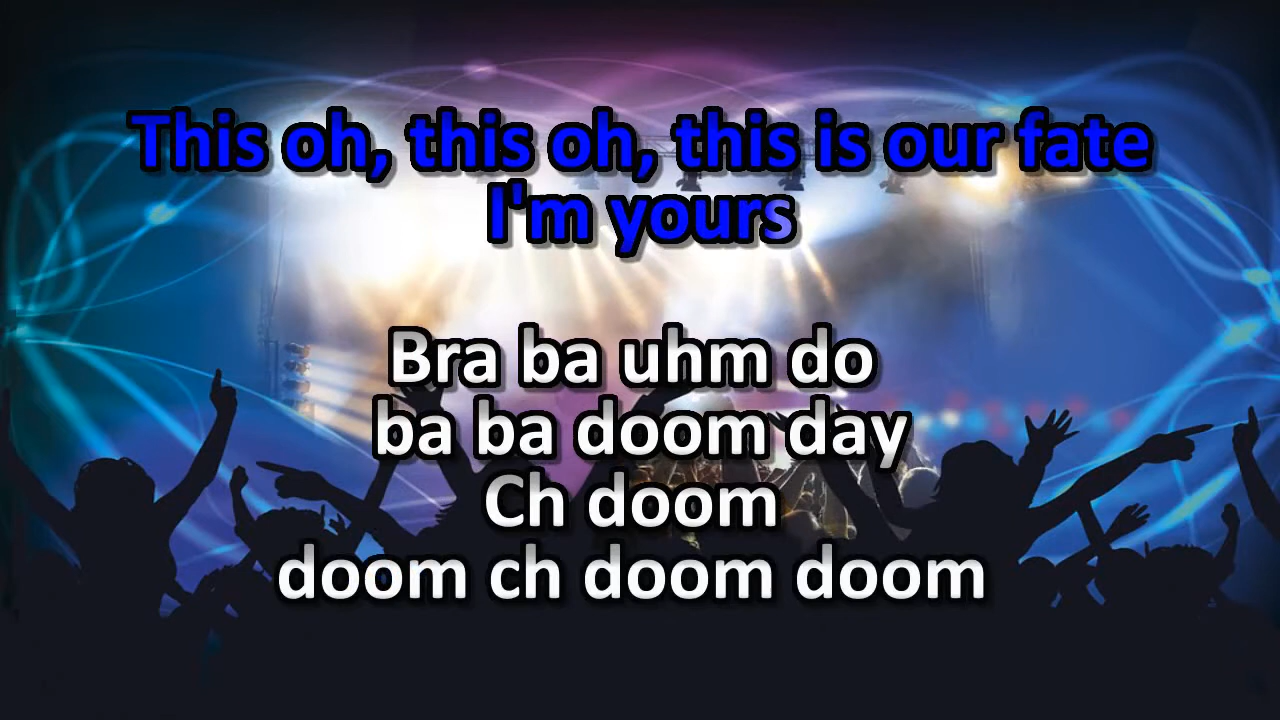 This oh, this oh, this is our fate
I'm yours
Bra ba uhm do
ba ba doom day
Ch doom
doom ch doom doom